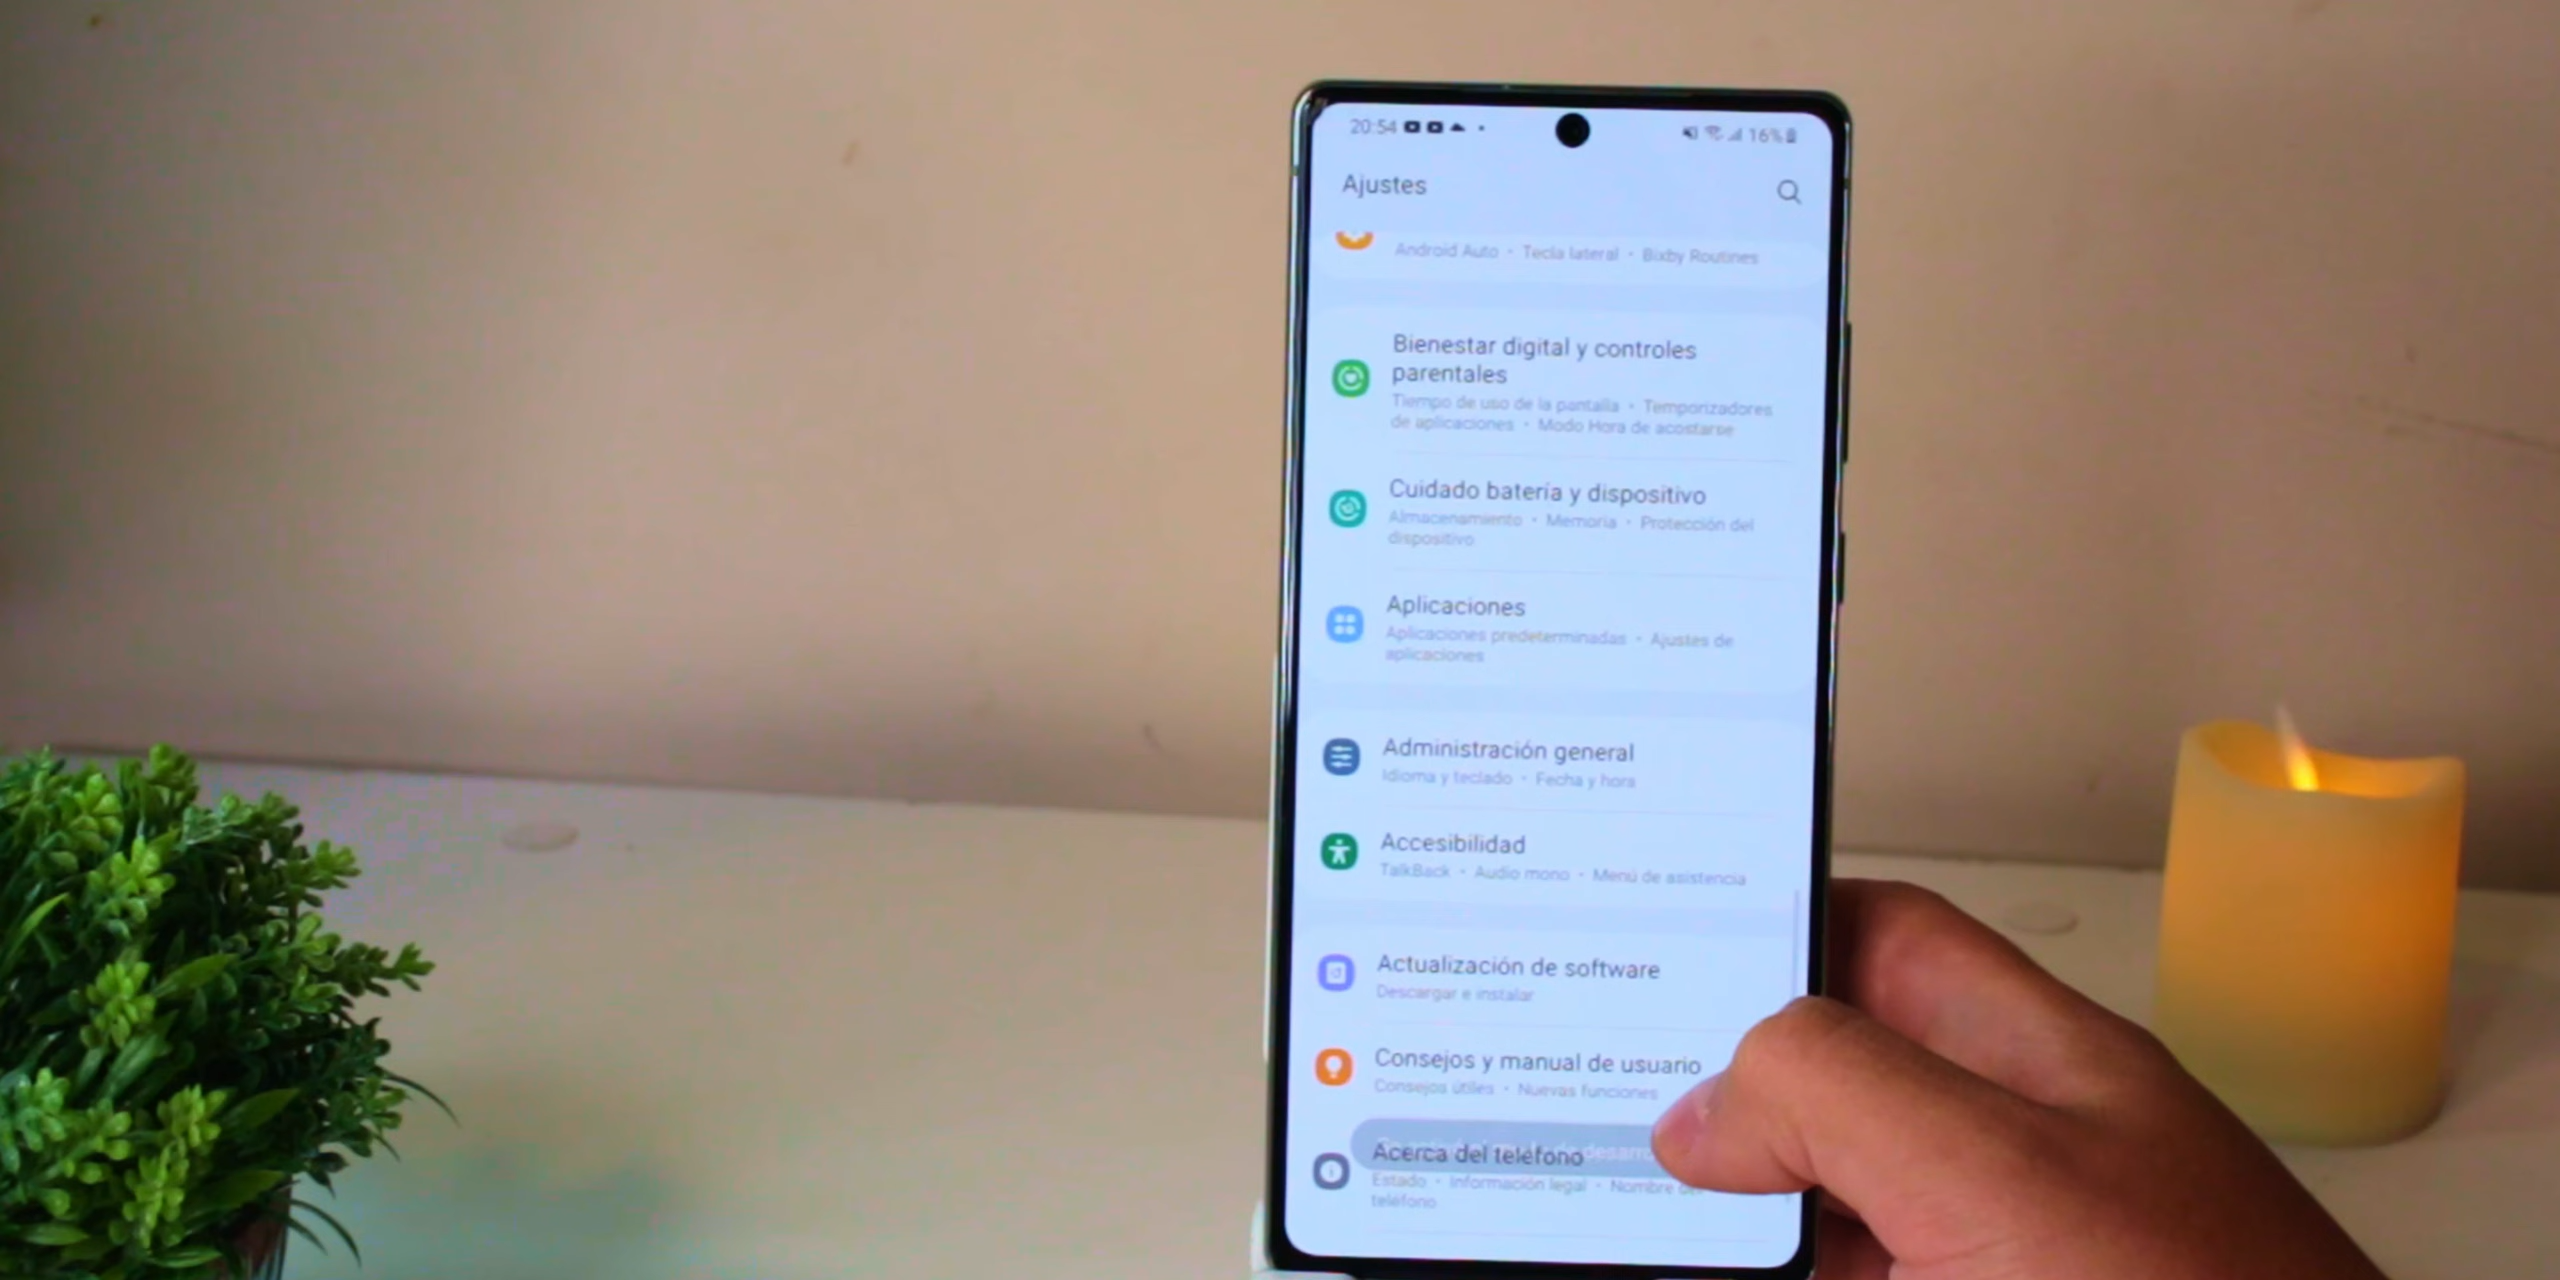 20:54 16%
Ajustes
Android Auto • Tecla lateral • Bixby Routines
Bienestar digital y controles
parentales
Tiempo de uso de la pantalla • Temporizadores
de aplicaciones • Modo Hora de acostarse
Cuidado batería y dispositivo
Almacenamiento • Memoria • Protección del
dispositivo
Aplicaciones
Aplicaciones predeterminadas • Ajustes de
aplicaciones
Administración general
Idioma y teclado • Fecha y hora
Accesibilidad
TalkBack • Audio mono • Menú de asistencia
Actualización de software
Descargar e instalar
Consejos y manual de usuario
Consejos útiles • Nuevas funciones
Acerca del teléfono
Estado • Información legal • Nombre
teléfono